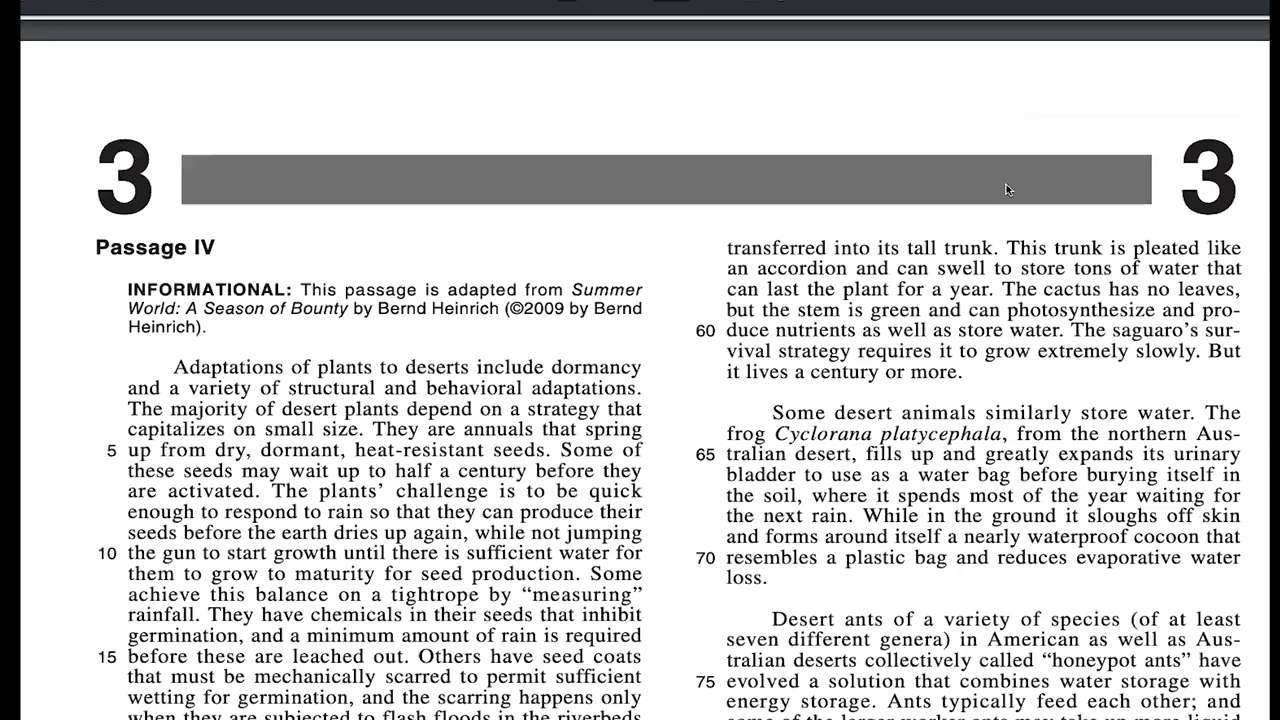 3 3
Passage IV
INFORMATIONAL: This passage is adapted from Summer
World: A Season of Bounty by Bernd Heinrich (©2009 by Bernd
Heinrich).
Adaptations of plants to deserts include dormancy
and a variety of structural and behavioral adaptations.
The majority of desert plants depend on a strategy that
capitalizes on small size. They are annuals that spring
5 up from dry, dormant, heat-resistant seeds. Some of
these seeds may wait up to half a century before they
are activated. The plants' challenge is to be quick
enough to respond to rain so that they can produce their
seeds before the earth dries up again, while not jumping
10 the gun to start growth until there is sufficient water for
them to grow to maturity for seed production. Some
achieve this balance on a tightrope by “measuring”
rainfall. They have chemicals in their seeds that inhibit
germination, and a minimum amount of rain is required
15 before these are leached out. Others have seed coats
that must be mechanically scarred to permit sufficient
wetting for germination, and the scarring happens only
when they are subjected to flash floods in the riverbeds
transferred into its tall trunk. This trunk is pleated like
an accordion and can swell to store tons of water that
can last the plant for a year. The cactus has no leaves,
but the stem is green and can photosynthesize and pro-
60 duce nutrients as well as store water. The saguaro's sur-
vival strategy requires it to grow extremely slowly. But
it lives a century or more.
Some desert animals similarly store water. The
frog Cyclorana platycephala, from the northern Aus-
65 tralian desert, fills up and greatly expands its urinary
bladder to use as a water bag before burying itself in
the soil, where it spends most of the year waiting for
the next rain. While in the ground it sloughs off skin
and forms around itself a nearly waterproof cocoon that
70 resembles a plastic bag and reduces evaporative water
loss.
Desert ants of a variety of species (of at least
seven different genera) in American as well as Aus-
tralian deserts collectively called “honeypot ants” have
75 evolved a solution that combines water storage with
energy storage. Ants typically feed each other; and
some of the larger worker ants may take up more liquid